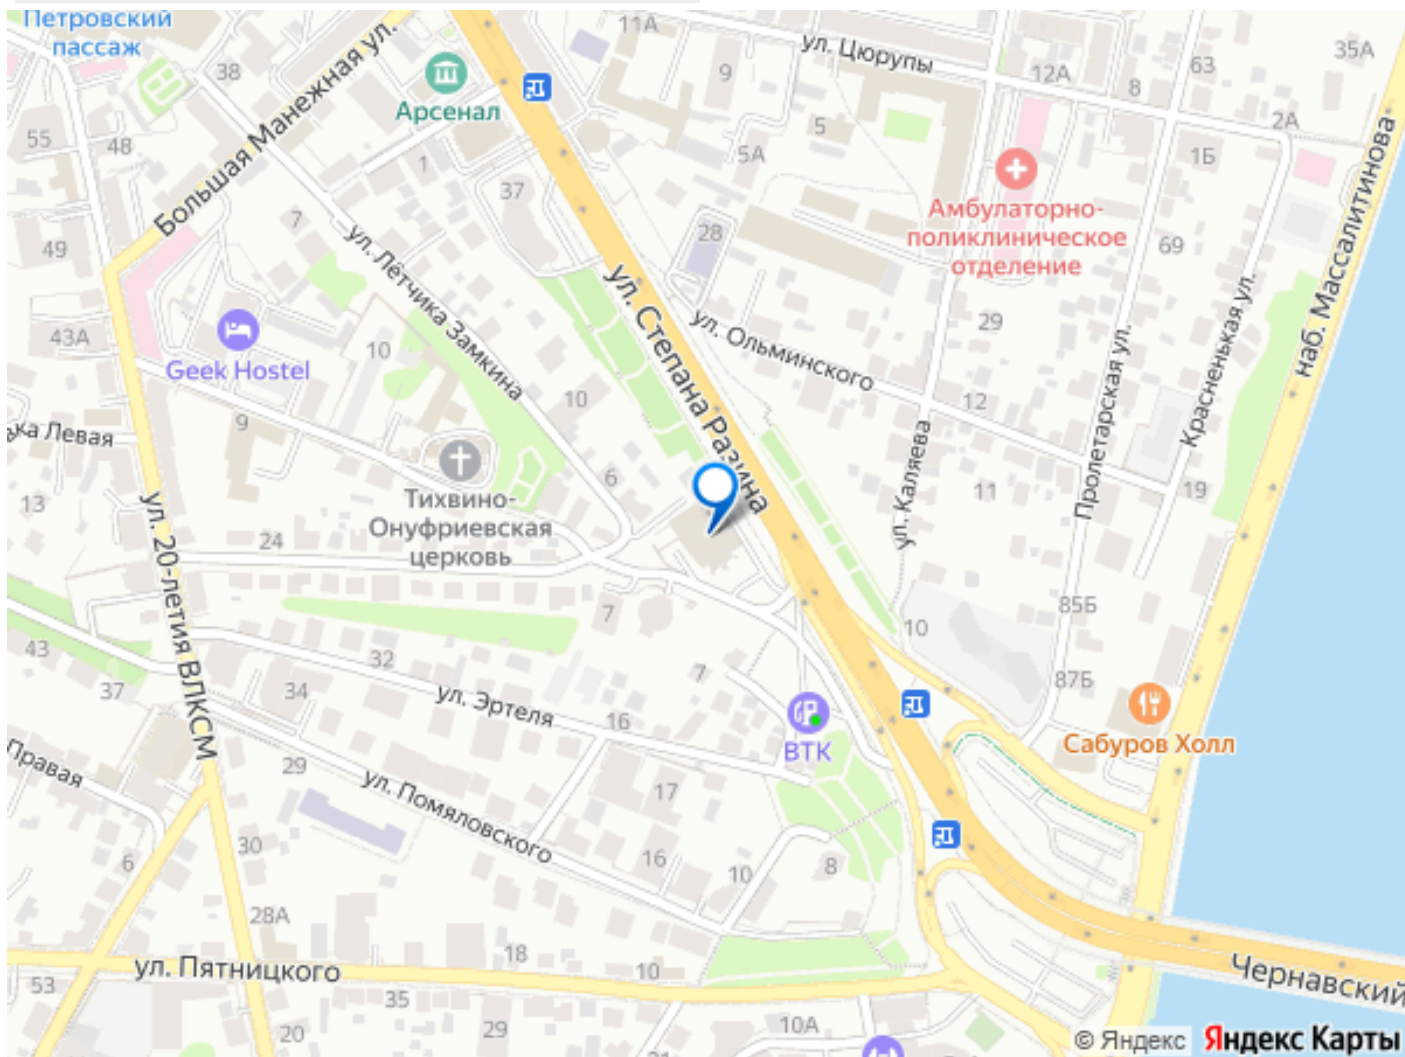 Петровский
пассаж
38
Большая Манежная ул.
Арсенал
11А
9
ул. Цюрупы
12А
8
63
35А
2А
1Б
55
48
1
5
5А
37
28
7
49
ул. Лётчика Замкина
ул. Степана Разина
Амбулаторно-
поликлиническое
отделение
69
наб. Массалитинова
43А
Geek Hostel
10
9
ул. Ольминского
29
12
Красненькая ул.
Пролетарская ул.
ул. Каляева
ька Левая
13
10
6
11
19
Тихвино-
Онуфриевская
церковь
24
ул. 20-летия ВЛКСМ
7
85Б
10
43
37
32
34
ул. Эртеля
16
7
87Б
ВТК
Сабуров Холл
Правая
29
ул. Помяловского
17
6
30
16
10
8
28А
18
10
ул. Пятницкого
53
35
20
29
10А
31
21
Чернавский
© Яндекс
Яндекс Карты